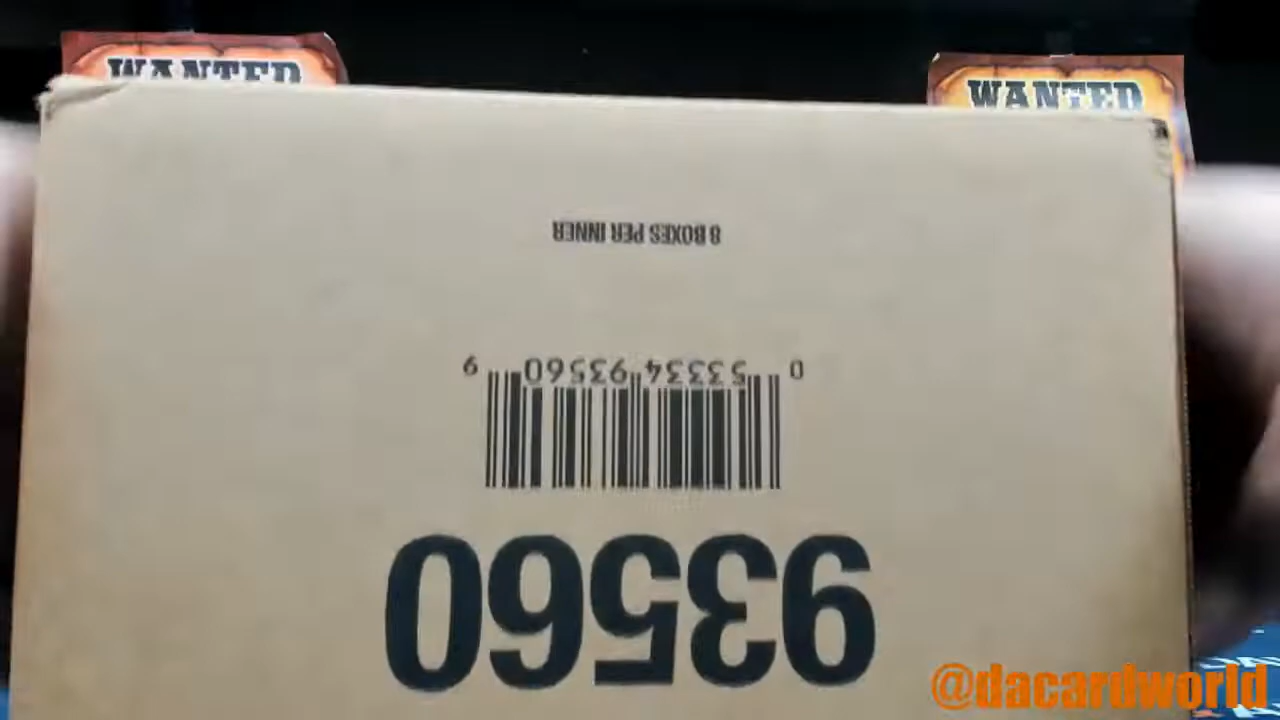 WANTED
WANTED
8 BOXES PER INNER
0 53334 93560 9
93560
@dacardworld